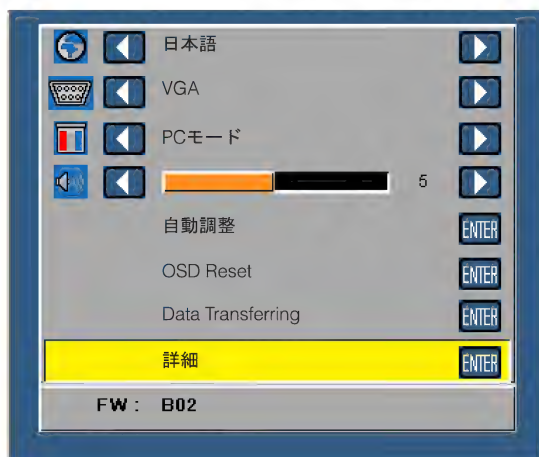 日本語
VGA
PCモード
5
自動調整 ENTER
OSD Reset ENTER
Data Transferring ENTER
詳細 ENTER
FW : B02